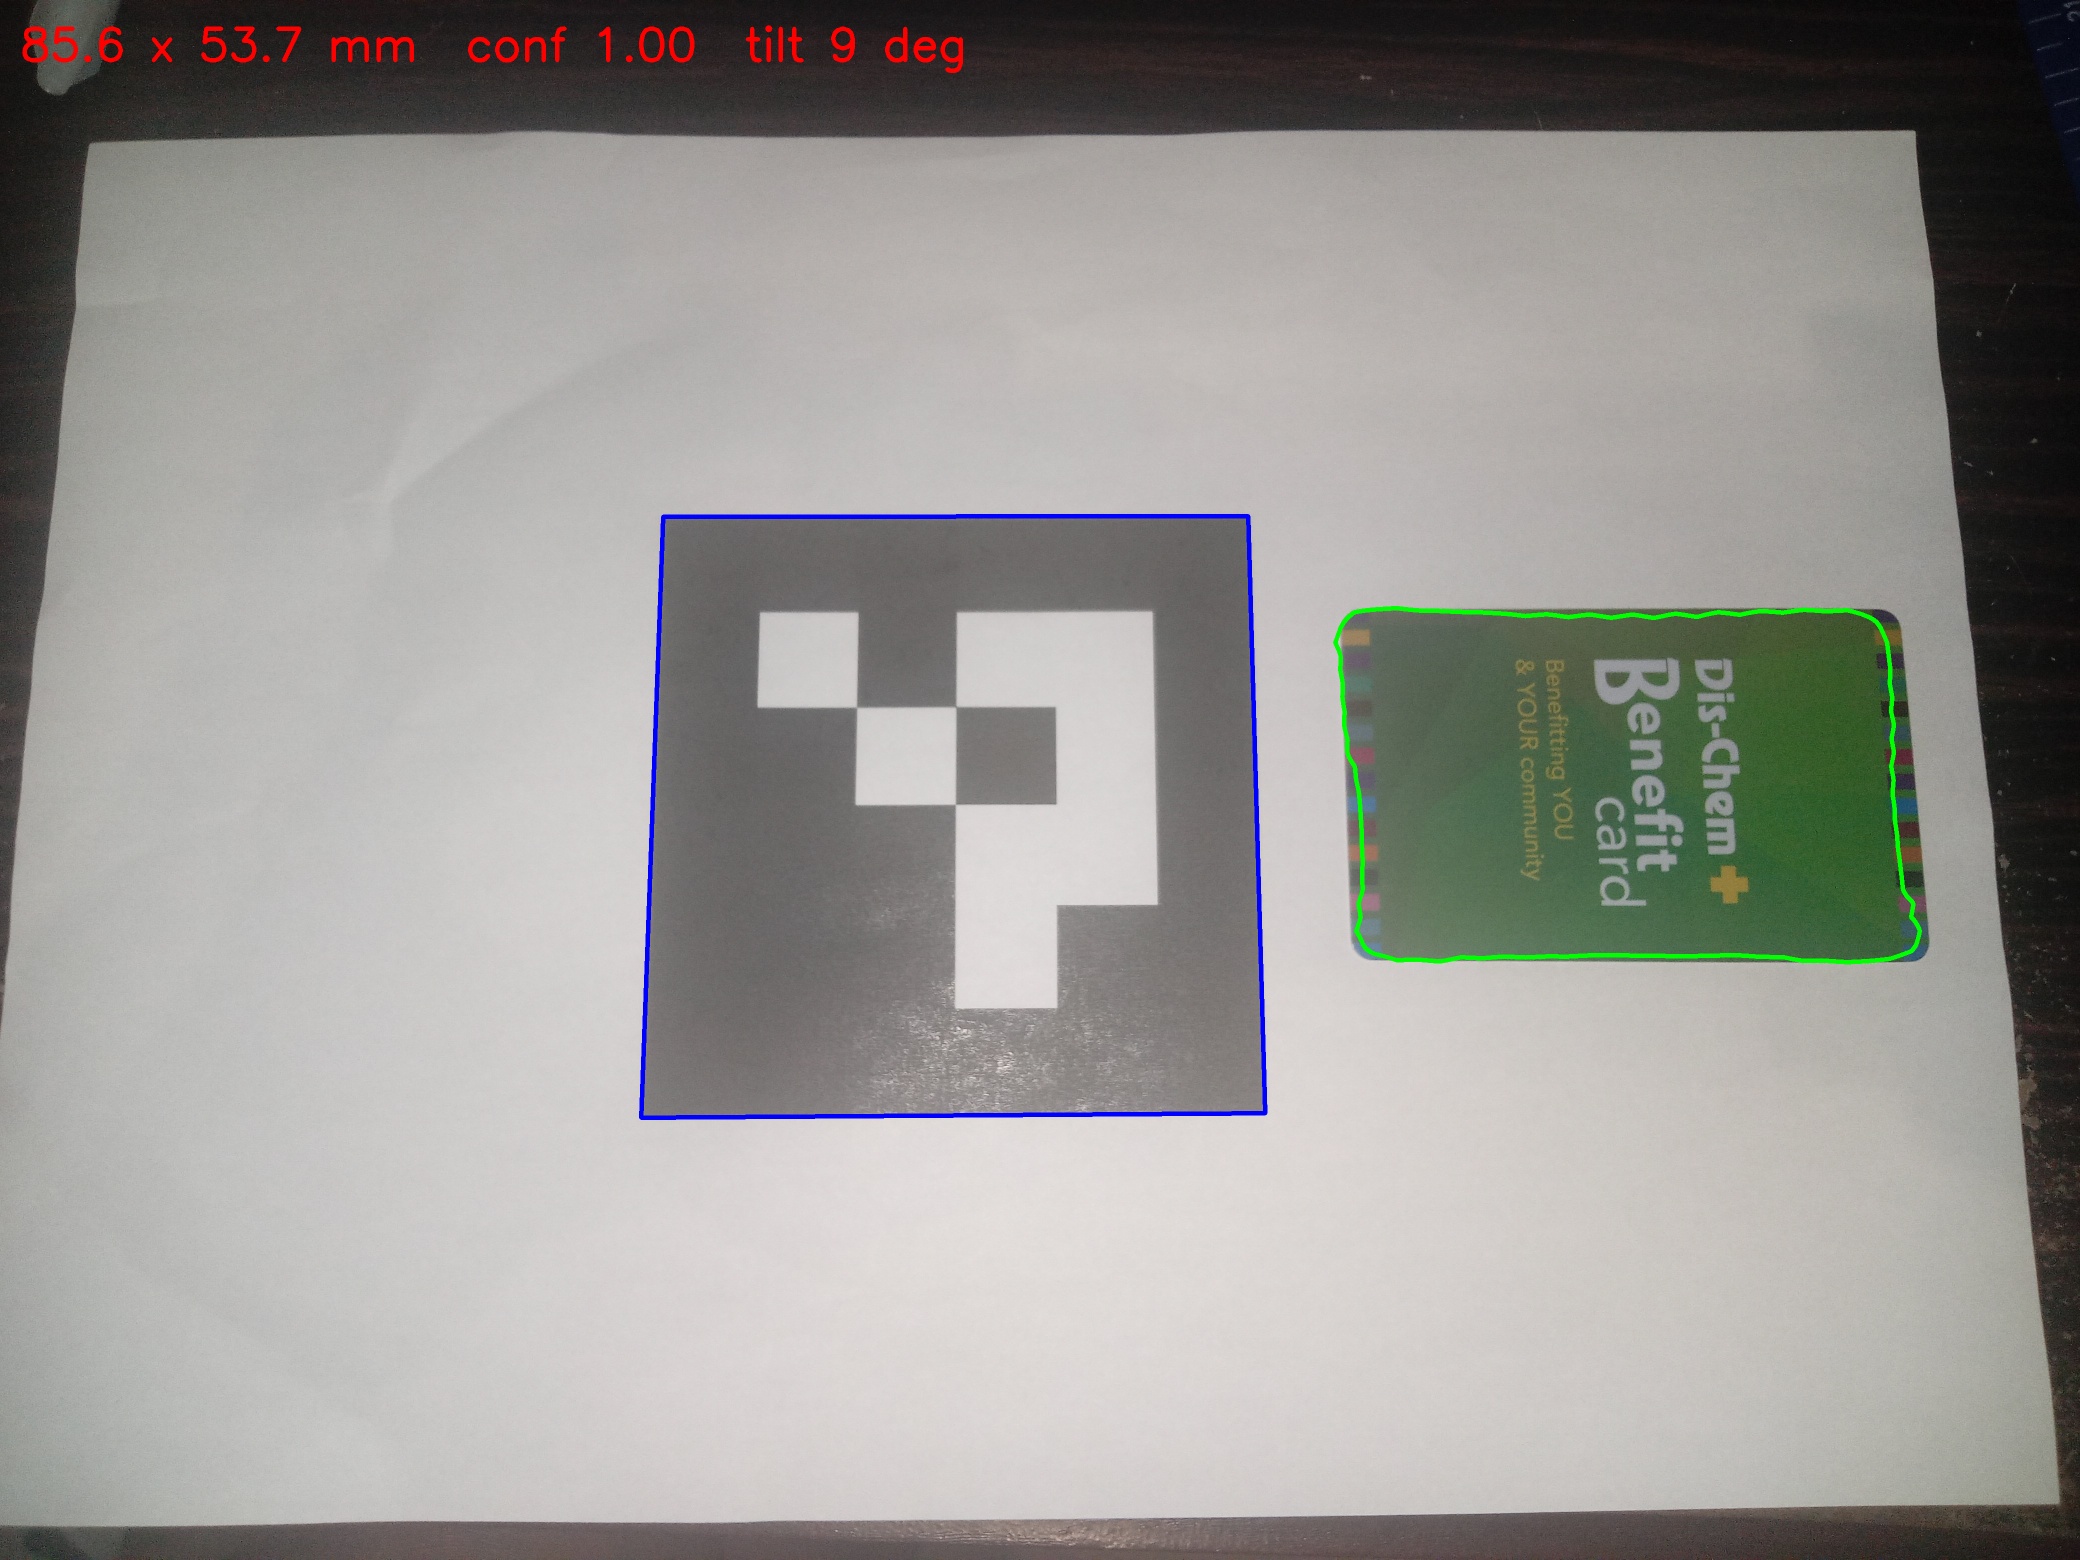 85.6 x 53.7 mm conf 1.00 tilt 9 deg
Dis-Chem
Benefit
card
Benefitting YOU
& YOUR community